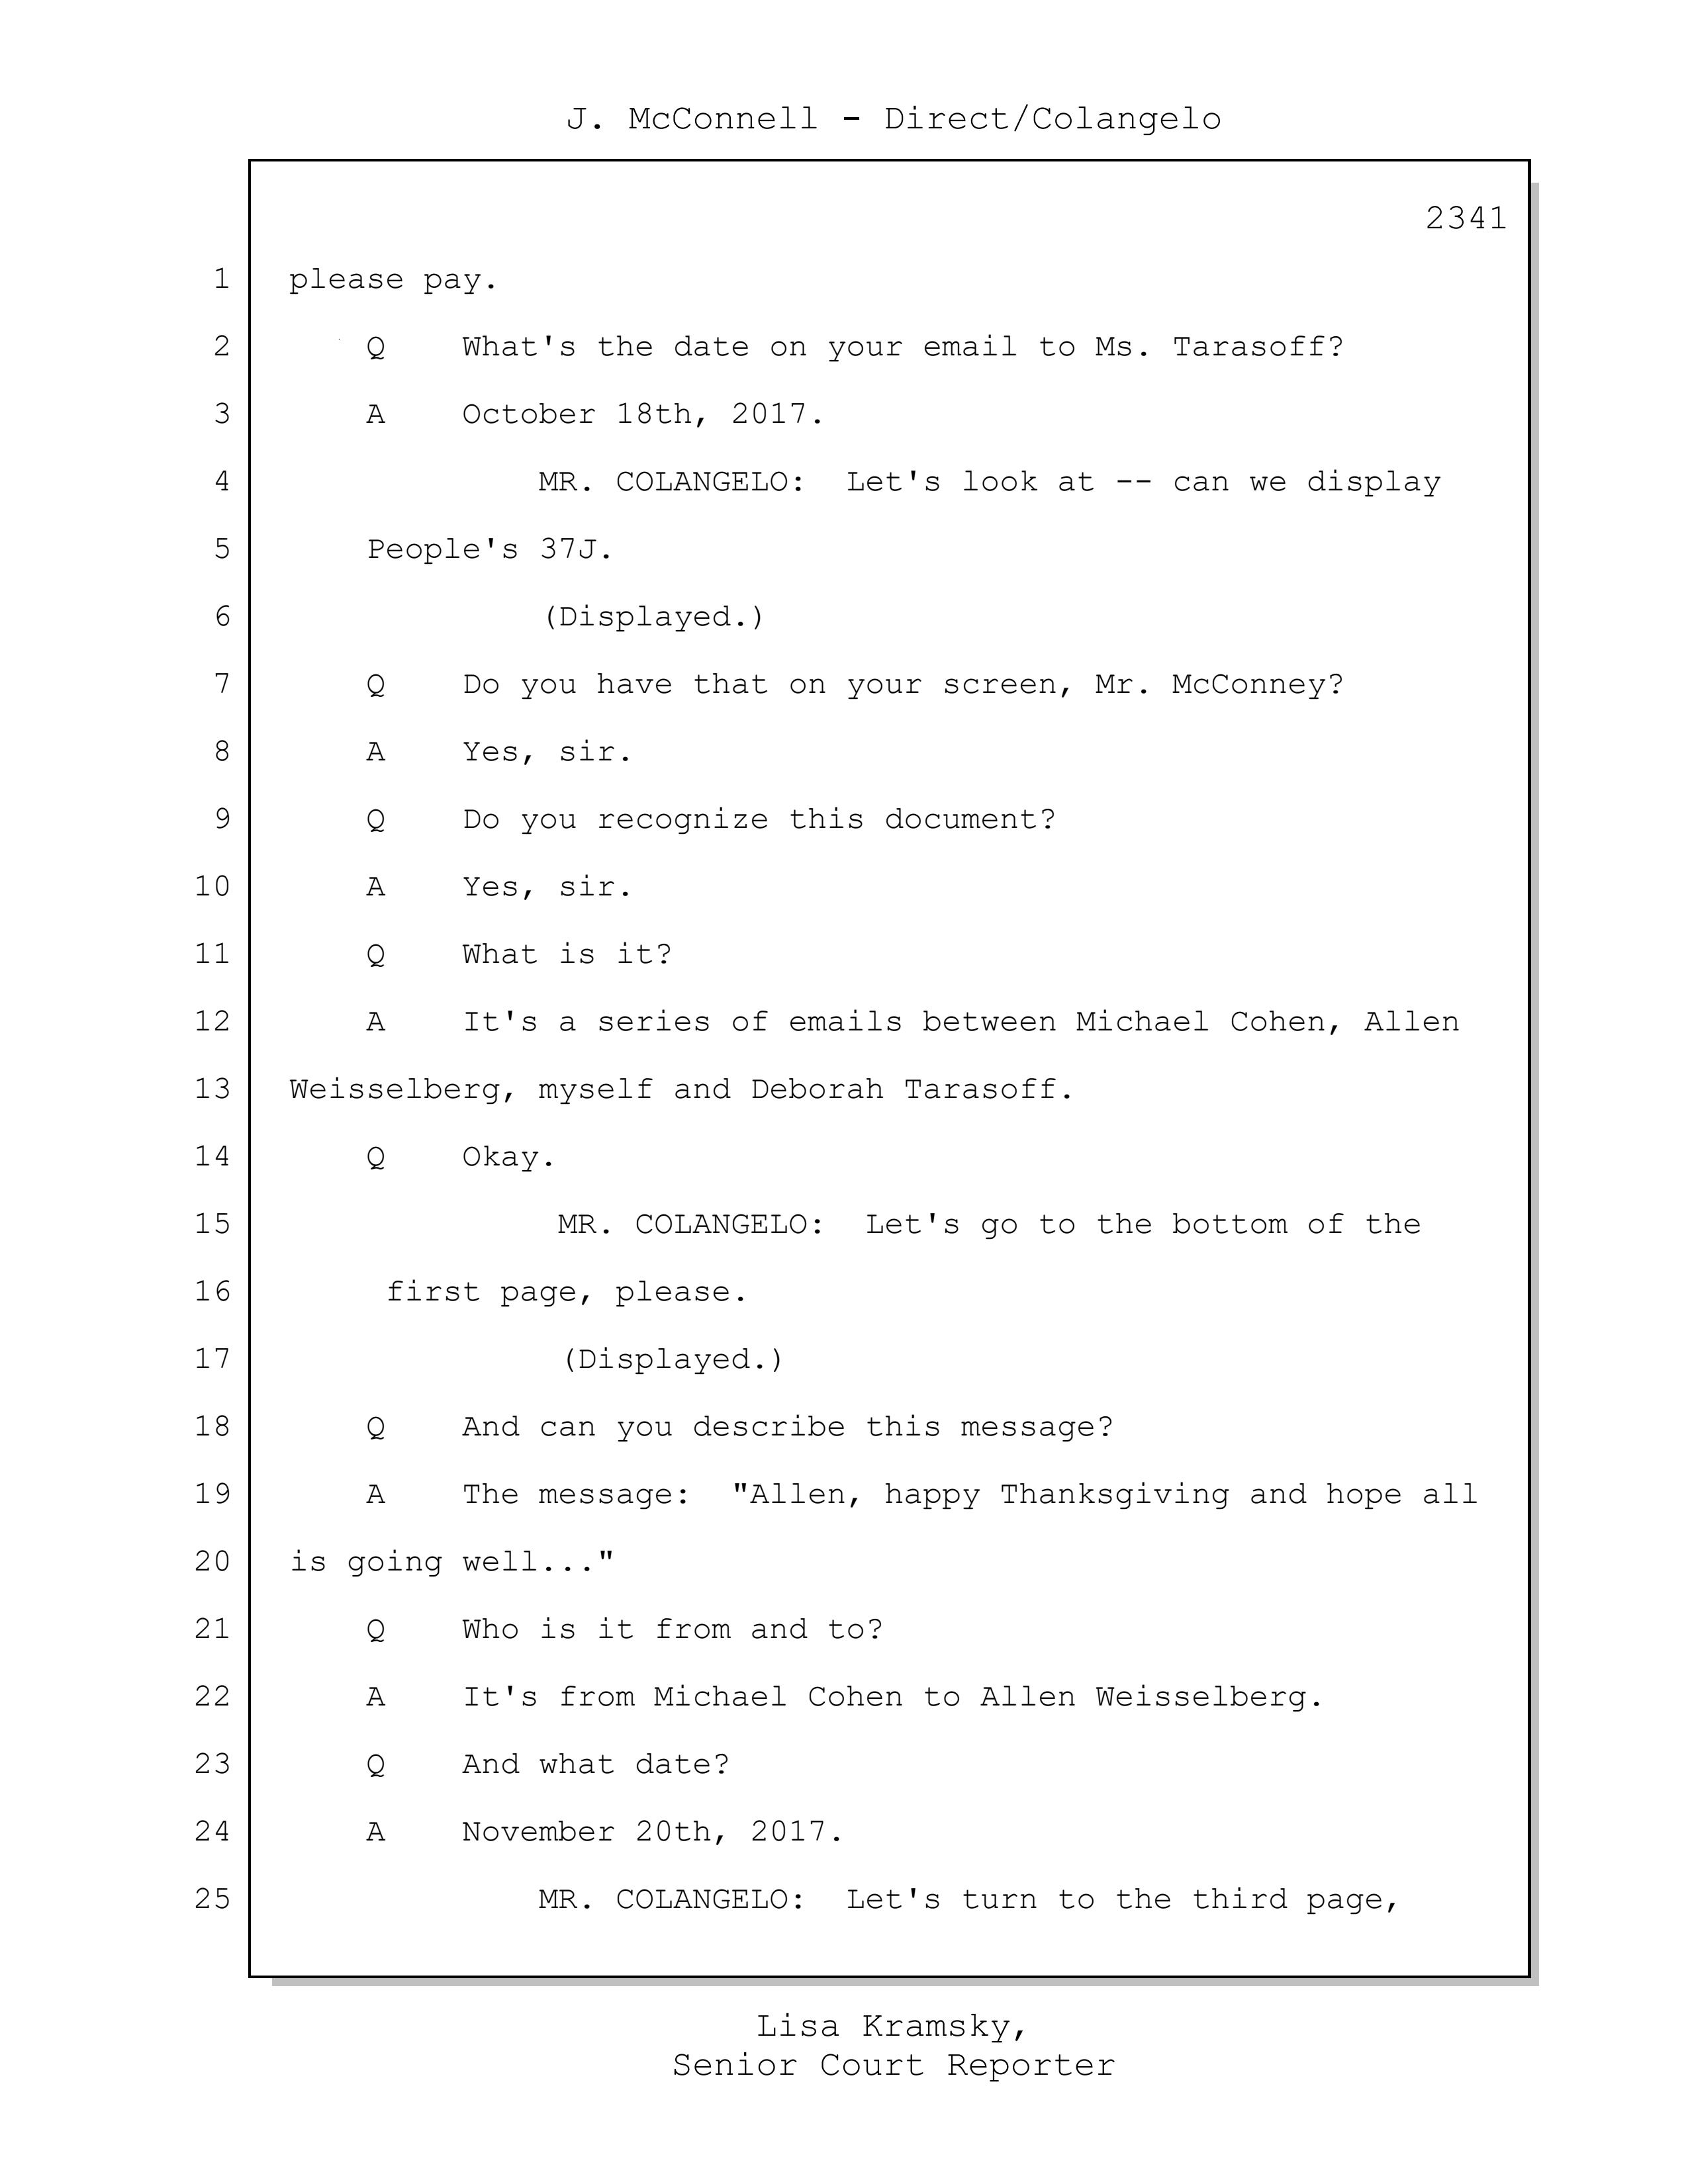 J. McConnell - Direct/Colangelo
2341
1 please pay.
2 Q What's the date on your email to Ms. Tarasoff?
3 A October 18th, 2017.
4 MR. COLANGELO: Let's look at -- can we display
5 People's 37J.
6 (Displayed.)
7 Q Do you have that on your screen, Mr. McConney?
8 A Yes, sir.
9 Q Do you recognize this document?
10 A Yes, sir.
11 Q What is it?
12 A It's a series of emails between Michael Cohen, Allen
13 Weisselberg, myself and Deborah Tarasoff.
14 Q Okay.
15 MR. COLANGELO: Let's go to the bottom of the
16 first page, please.
17 (Displayed.)
18 Q And can you describe this message?
19 A The message: "Allen, happy Thanksgiving and hope all
20 is going well..."
21 Q Who is it from and to?
22 A It's from Michael Cohen to Allen Weisselberg.
23 Q And what date?
24 A November 20th, 2017.
25 MR. COLANGELO: Let's turn to the third page,
Lisa Kramsky,
Senior Court Reporter